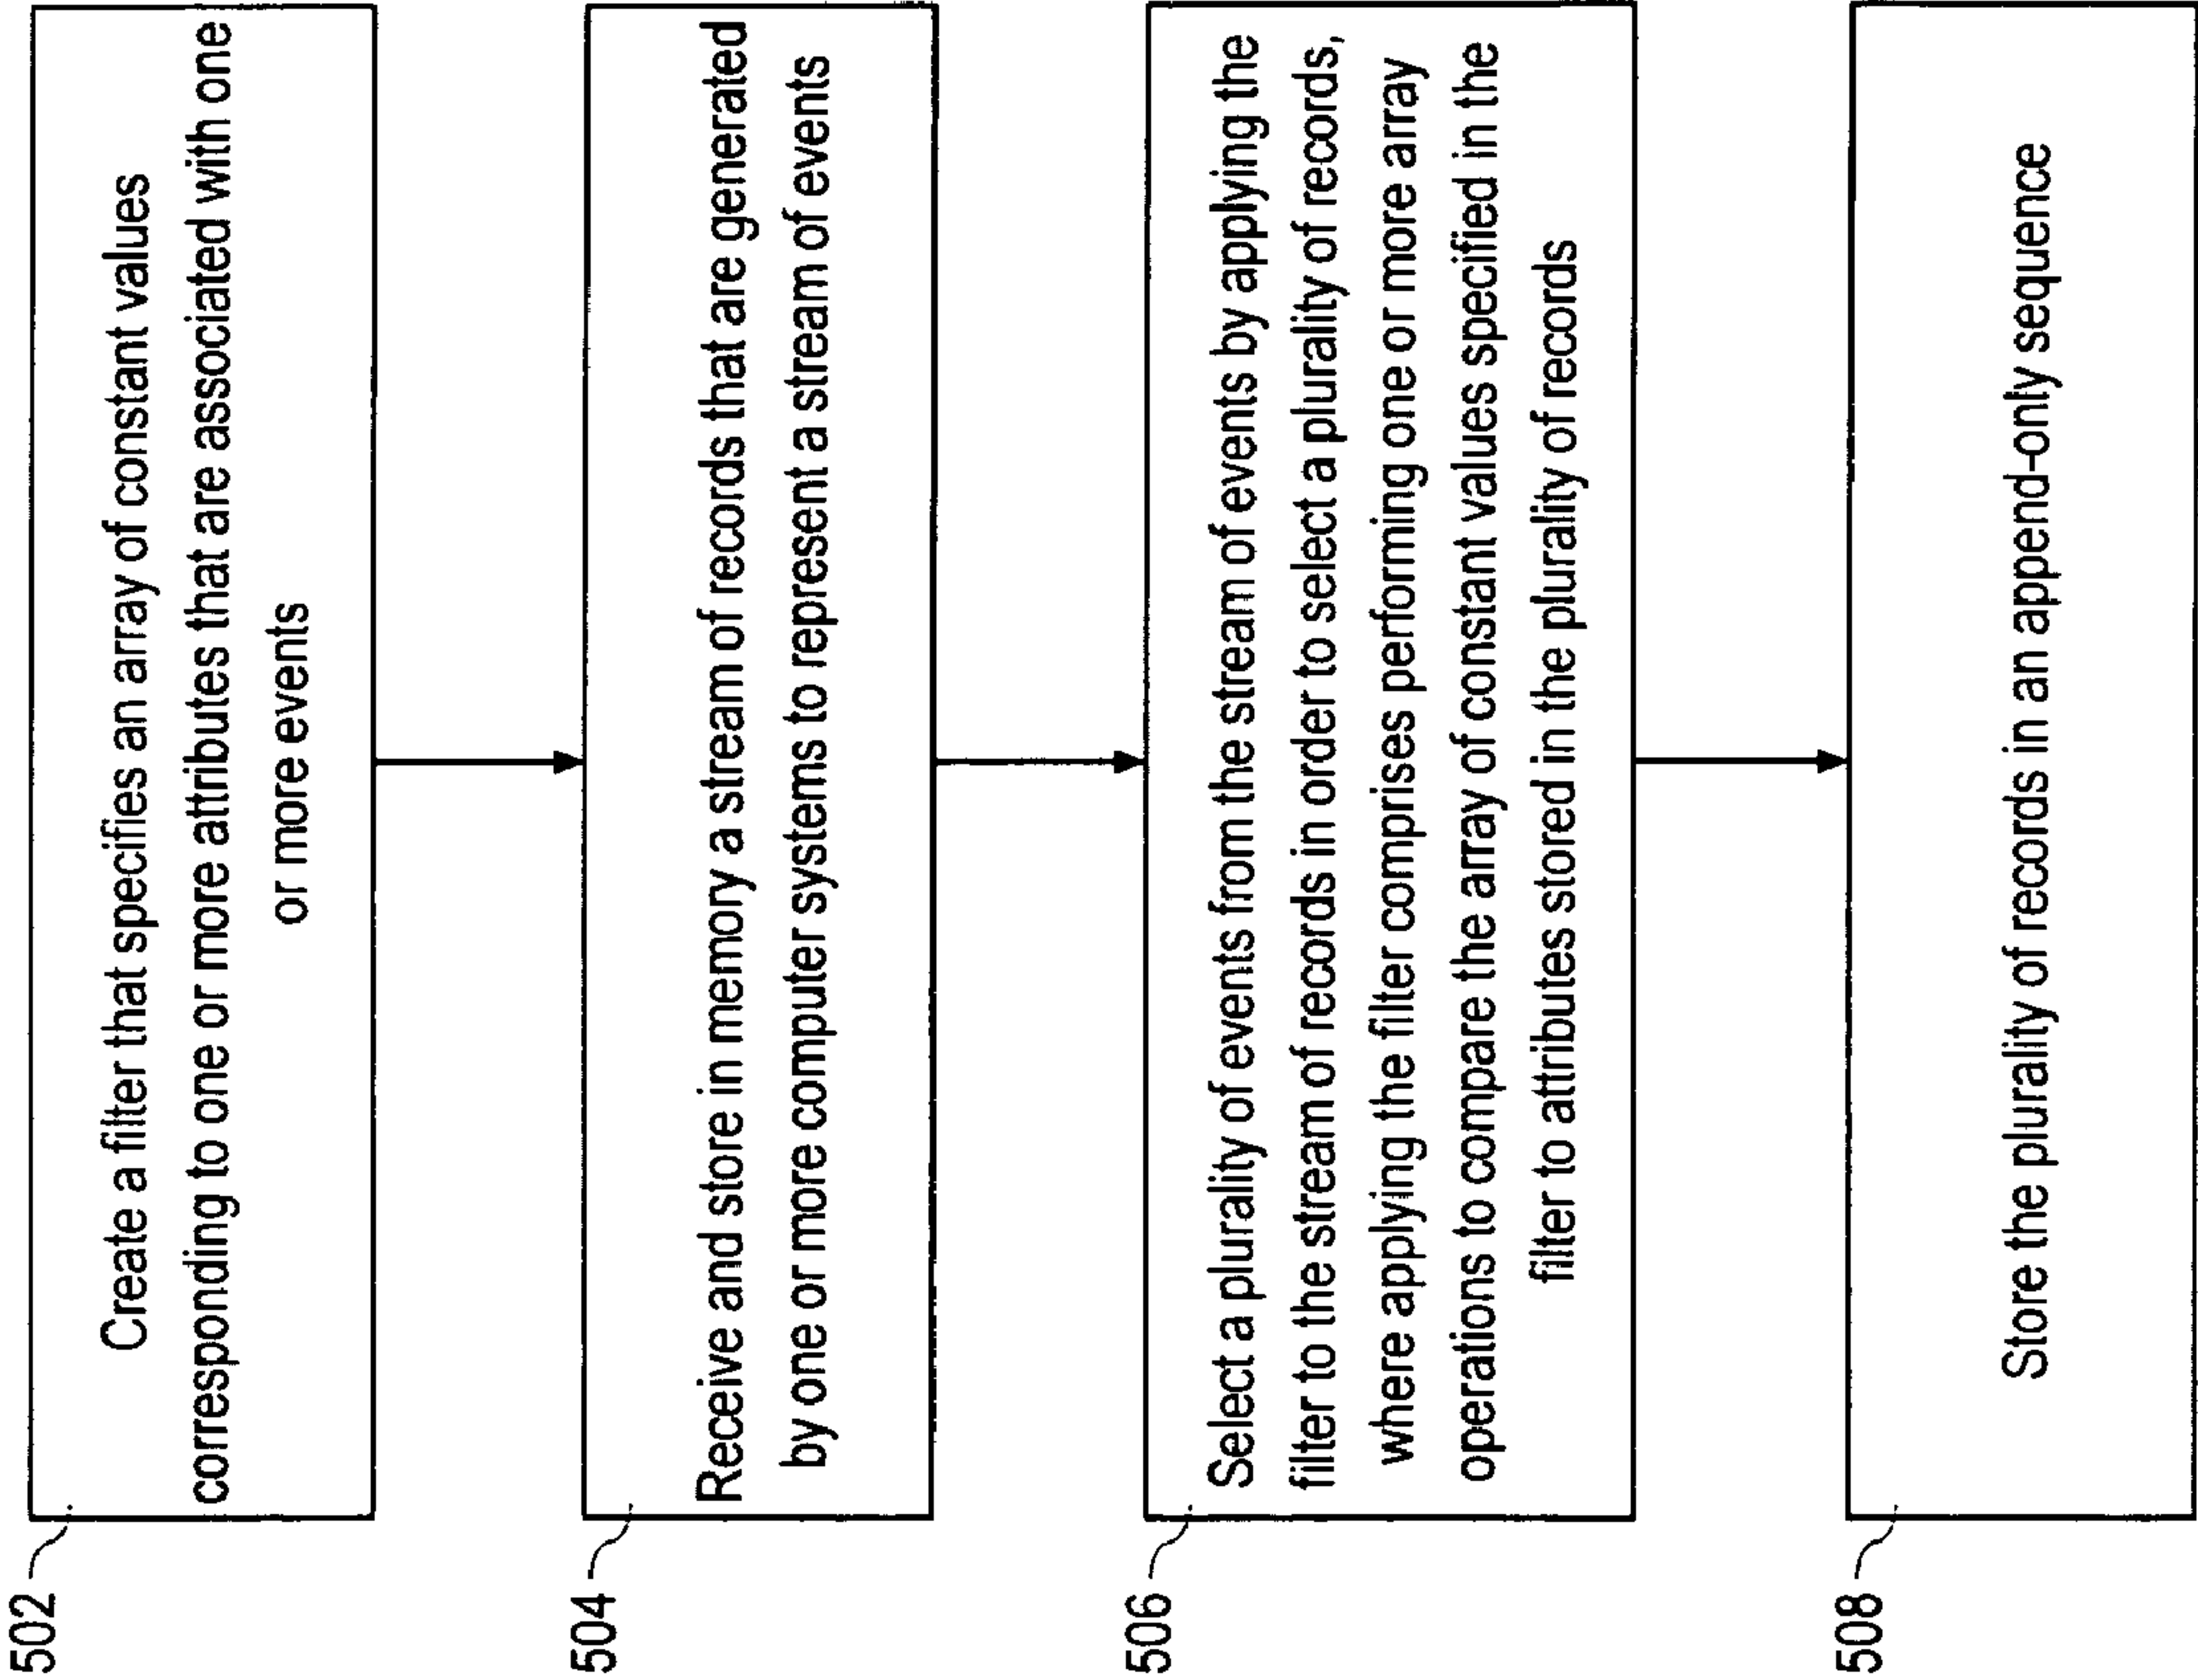 502
Create a filter that specifies an array of constant values
corresponding to one or more attributes that are associated with one
or more events
504
Receive and store in memory a stream of records that are generated
by one or more computer systems to represent a stream of events
506
Select a plurality of events from the stream of events by applying the
filter to the stream of records in order to select a plurality of records,
where applying the filter comprises performing one or more array
operations to compare the array of constant values specified in the
filter to attributes stored in the plurality of records
508
Store the plurality of records in an append-only sequence